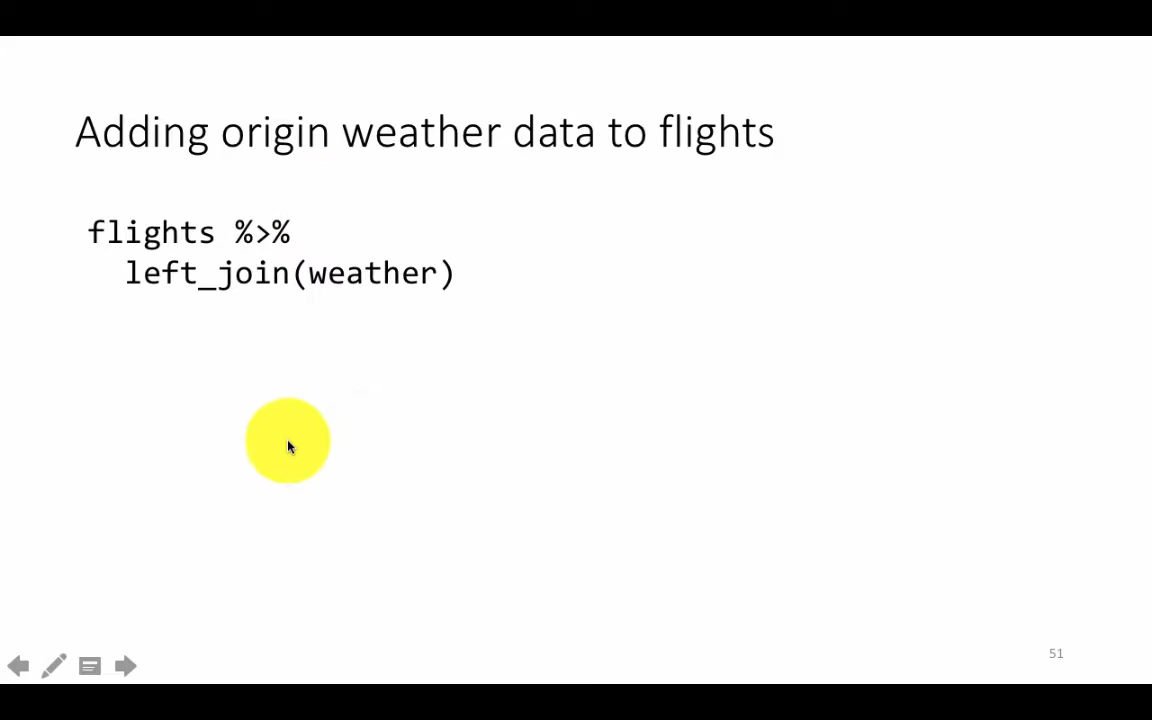 Adding origin weather data to flights
flights %>%
left_join(weather)
51